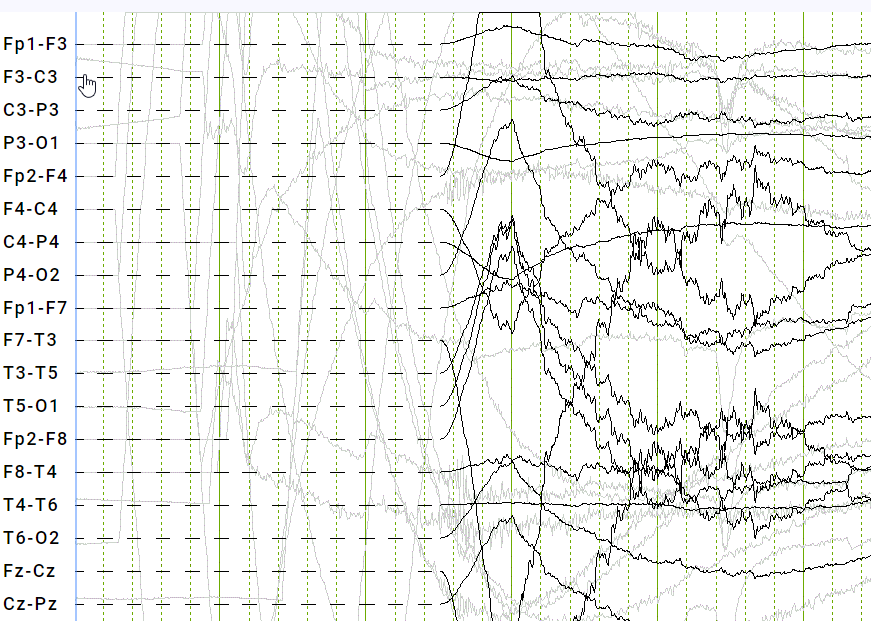 Fp1-F3
F3-C3
C3-P3
P3-O1
Fp2-F4
F4-C4
C4-P4
P4-O2
Fp1-F7
F7-T3
T3-T5
T5-O1
Fp2-F8
F8-T4
T4-T6
T6-O2
Fz-Cz
Cz-Pz